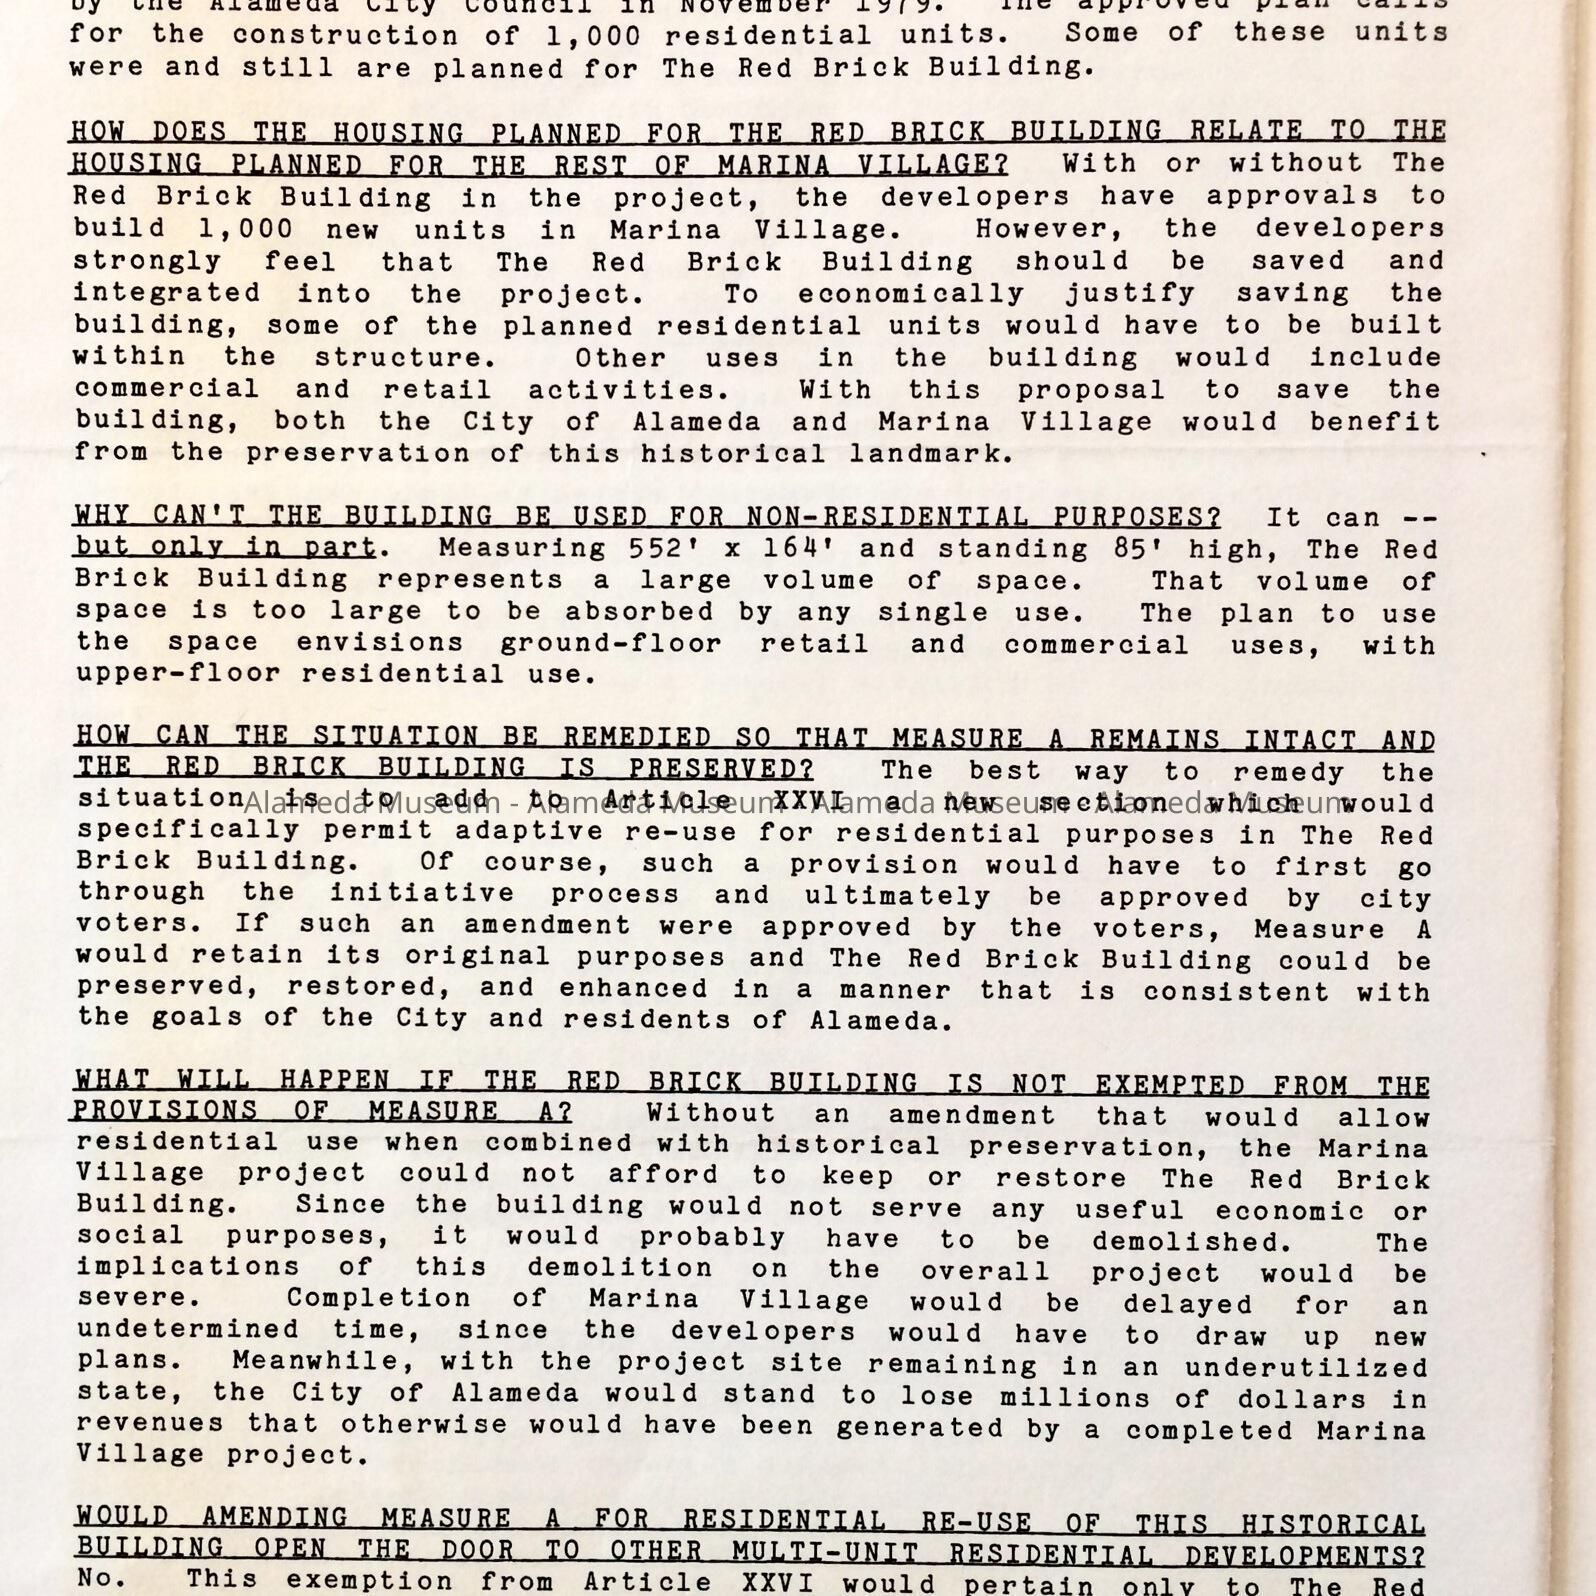 by the Alameda City Council in November 1979. The approved plan calls
for the construction of 1,000 residential units. Some of these units
were and still are planned for The Red Brick Building.
HOW DOES THE HOUSING PLANNED FOR THE RED BRICK BUILDING RELATE TO THE
HOUSING PLANNED FOR THE REST OF MARINA VILLAGE? With or without The
Red Brick Building in the project, the developers have approvals to
build 1,000 new units in Marina Village. However, the developers
strongly feel that The Red Brick Building should be saved and
integrated into the project. To economically justify saving the
building, some of the planned residential units would have to be built
within the structure. Other uses in the building would include
commercial and retail activities. With this proposal to save the
building, both the City of Alameda and Marina Village would benefit
from the preservation of this historical landmark.
WHY CAN'T THE BUILDING BE USED FOR NON-RESIDENTIAL PURPOSES? It can --
but only in part. Measuring 552' x 164' and standing 85' high, The Red
Brick Building represents a large volume of space. That volume of
space is too large to be absorbed by any single use. The plan to use
the space envisions ground-floor retail and commercial uses, with
upper-floor residential use.
HOW CAN THE SITUATION BE REMEDIED SO THAT MEASURE A REMAINS INTACT AND
THE RED BRICK BUILDING IS PRESERVED? The best way to remedy the
situation is to add to Article XXVI a new section which would
Alameda Museum - Alameda Museum - Alameda Museum - Alameda Museum
specifically permit adaptive re-use for residential purposes in The Red
Brick Building. Of course, such a provision would have to first go
through the initiative process and ultimately be approved by city
voters. If such an amendment were approved by the voters, Measure A
would retain its original purposes and The Red Brick Building could be
preserved, restored, and enhanced in a manner that is consistent with
the goals of the City and residents of Alameda.
WHAT WILL HAPPEN IF THE RED BRICK BUILDING IS NOT EXEMPTED FROM THE
PROVISIONS OF MEASURE A? Without an amendment that would allow
residential use when combined with historical preservation, the Marina
Village project could not afford to keep or restore The Red Brick
Building. Since the building would not serve any useful economic or
social purposes, it would probably have to be demolished. The
implications of this demolition on the overall project would be
severe. Completion of Marina Village would be delayed for an
undetermined time, since the developers would have to draw up new
plans. Meanwhile, with the project site remaining in an underutilized
state, the City of Alameda would stand to lose millions of dollars in
revenues that otherwise would have been generated by a completed Marina
Village project.
WOULD AMENDING MEASURE A FOR RESIDENTIAL RE-USE OF THIS HISTORICAL
BUILDING OPEN THE DOOR TO OTHER MULTI-UNIT RESIDENTIAL DEVELOPMENTS?
No. This exemption from Article XXVI would pertain only to The Red